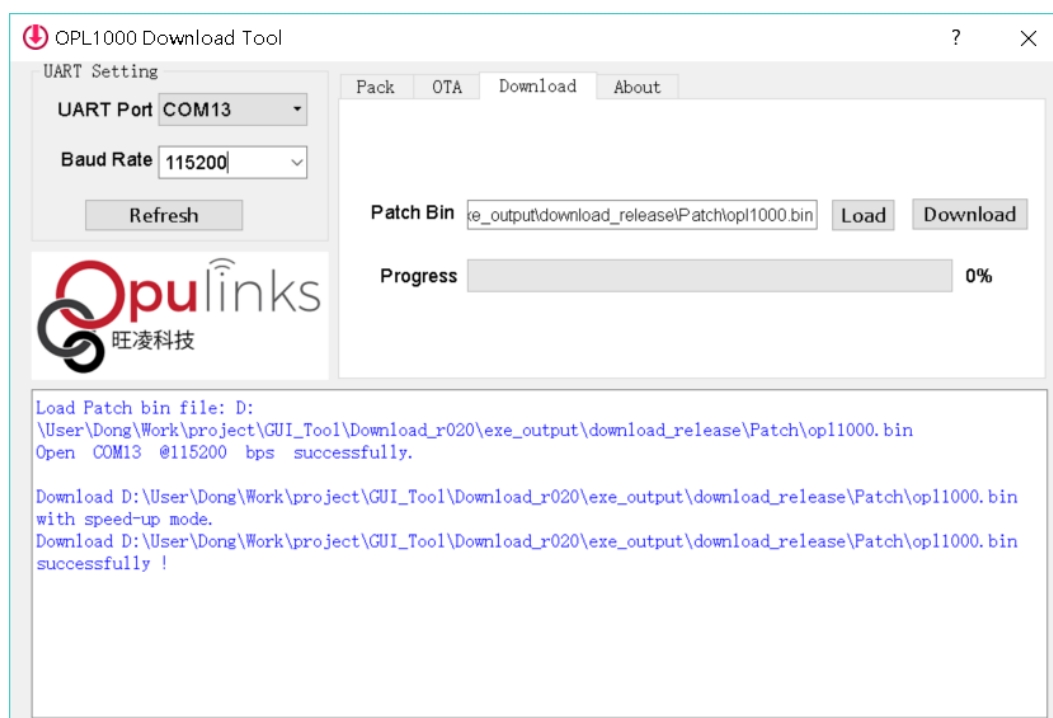 OPL1000 Download Tool
?
UART Setting
UART Port COM13
Baud Rate 115200
Refresh
Pack OTA Download About
Patch Bin xe_output\download_release\Patch\opl1000.bin Load Download
Progress 0%
Opulinks
旺凌科技
Load Patch bin file: D:
\User\Dong\Work\project\GUI_Tool\Download_r020\exe_output\download_release\Patch\opl1000.bin
Open COM13 @115200 bps successfully.
Download D:\User\Dong\Work\project\GUI_Tool\Download_r020\exe_output\download_release\Patch\opl1000.bin
with speed-up mode.
Download D:\User\Dong\Work\project\GUI_Tool\Download_r020\exe_output\download_release\Patch\opl1000.bin
successfully !